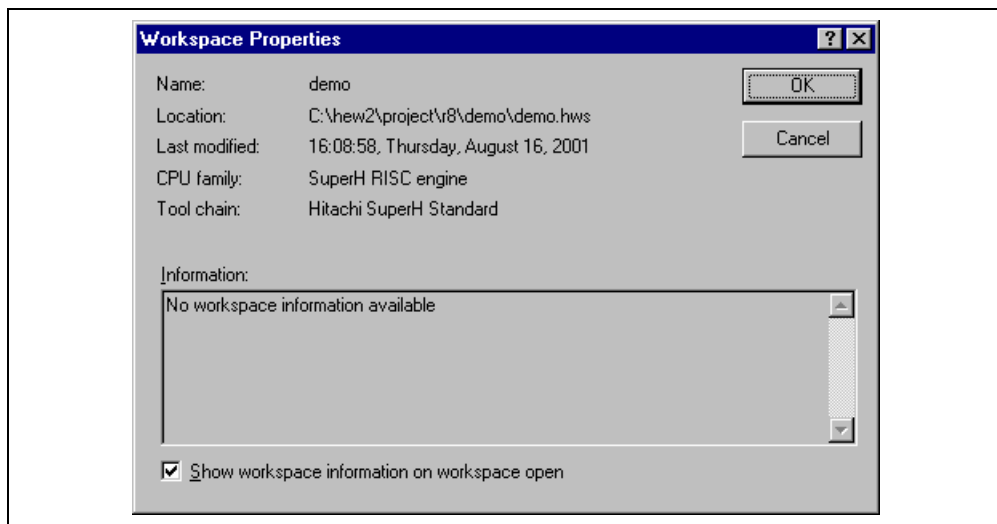 Workspace Properties
Name: demo
OK
Location: C:\hew2\project\r8\demo\demo.hws
Last modified: 16:08:58, Thursday, August 16, 2001
Cancel
CPU family: SuperH RISC engine
Tool chain: Hitachi SuperH Standard
Information:
No workspace information available
Show workspace information on workspace open